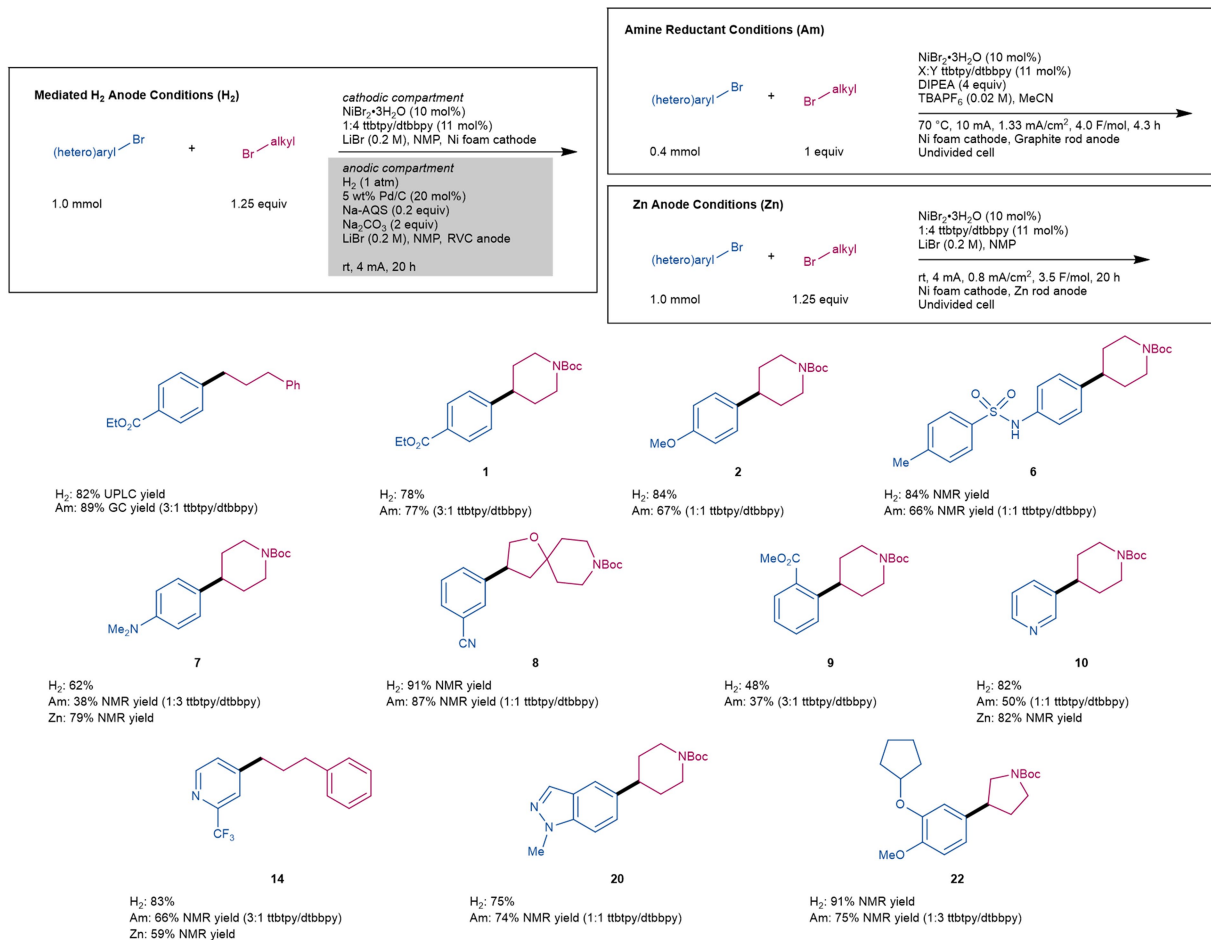 Mediated H₂ Anode Conditions (H₂)
(hetero)aryl
Br
+
Br
alkyl
1.0 mmol
1.25 equiv
cathodic compartment
NiBr₂•3H₂O (10 mol%)
1:4 ttbtpy/dtbbpy (11 mol%)
LiBr (0.2 M), NMP, Ni foam cathode
anodic compartment
H₂ (1 atm)
5 wt% Pd/C (20 mol%)
Na-AQS (0.2 equiv)
Na₂CO₃ (2 equiv)
LiBr (0.2 M), NMP, RVC anode
rt, 4 mA, 20 h
Amine Reductant Conditions (Am)
(hetero)aryl
Br
+
Br
alkyl
0.4 mmol
1 equiv
NiBr₂•3H₂O (10 mol%)
X:Y ttbtpy/dtbbpy (11 mol%)
DIPEA (4 equiv)
TBAPF₆ (0.02 M), MeCN
70 °C, 10 mA, 1.33 mA/cm², 4.0 F/mol, 4.3 h
Ni foam cathode, Graphite rod anode
Undivided cell
Zn Anode Conditions (Zn)
(hetero)aryl
Br
+
Br
alkyl
1.0 mmol
1.25 equiv
NiBr₂•3H₂O (10 mol%)
1:4 ttbtpy/dtbbpy (11 mol%)
LiBr (0.2 M), NMP
rt, 4 mA, 0.8 mA/cm², 3.5 F/mol, 20 h
Ni foam cathode, Zn rod anode
Undivided cell
EtO₂C
Ph
H₂: 82% UPLC yield
Am: 89% GC yield (3:1 ttbtpy/dtbbpy)
NBoc
EtO₂C
1
H₂: 78%
Am: 77% (3:1 ttbtpy/dtbbpy)
NBoc
MeO
2
H₂: 84%
Am: 67% (1:1 ttbtpy/dtbbpy)
NBoc
O
O
S
N
H
Me
6
H₂: 84% NMR yield
Am: 66% NMR yield (1:1 ttbtpy/dtbbpy)
NBoc
Me₂N
7
H₂: 62%
Am: 38% NMR yield (1:3 ttbtpy/dtbbpy)
Zn: 79% NMR yield
O
NBoc
CN
8
H₂: 91% NMR yield
Am: 87% NMR yield (1:1 ttbtpy/dtbbpy)
MeO₂C
NBoc
9
H₂: 48%
Am: 37% (3:1 ttbtpy/dtbbpy)
NBoc
N
10
H₂: 82%
Am: 50% (1:1 ttbtpy/dtbbpy)
Zn: 82% NMR yield
N
CF₃
14
H₂: 83%
Am: 66% NMR yield (3:1 ttbtpy/dtbbpy)
Zn: 59% NMR yield
NBoc
N
N
Me
20
H₂: 75%
Am: 74% NMR yield (1:1 ttbtpy/dtbbpy)
NBoc
O
MeO
22
H₂: 91% NMR yield
Am: 75% NMR yield (1:3 ttbtpy/dtbbpy)